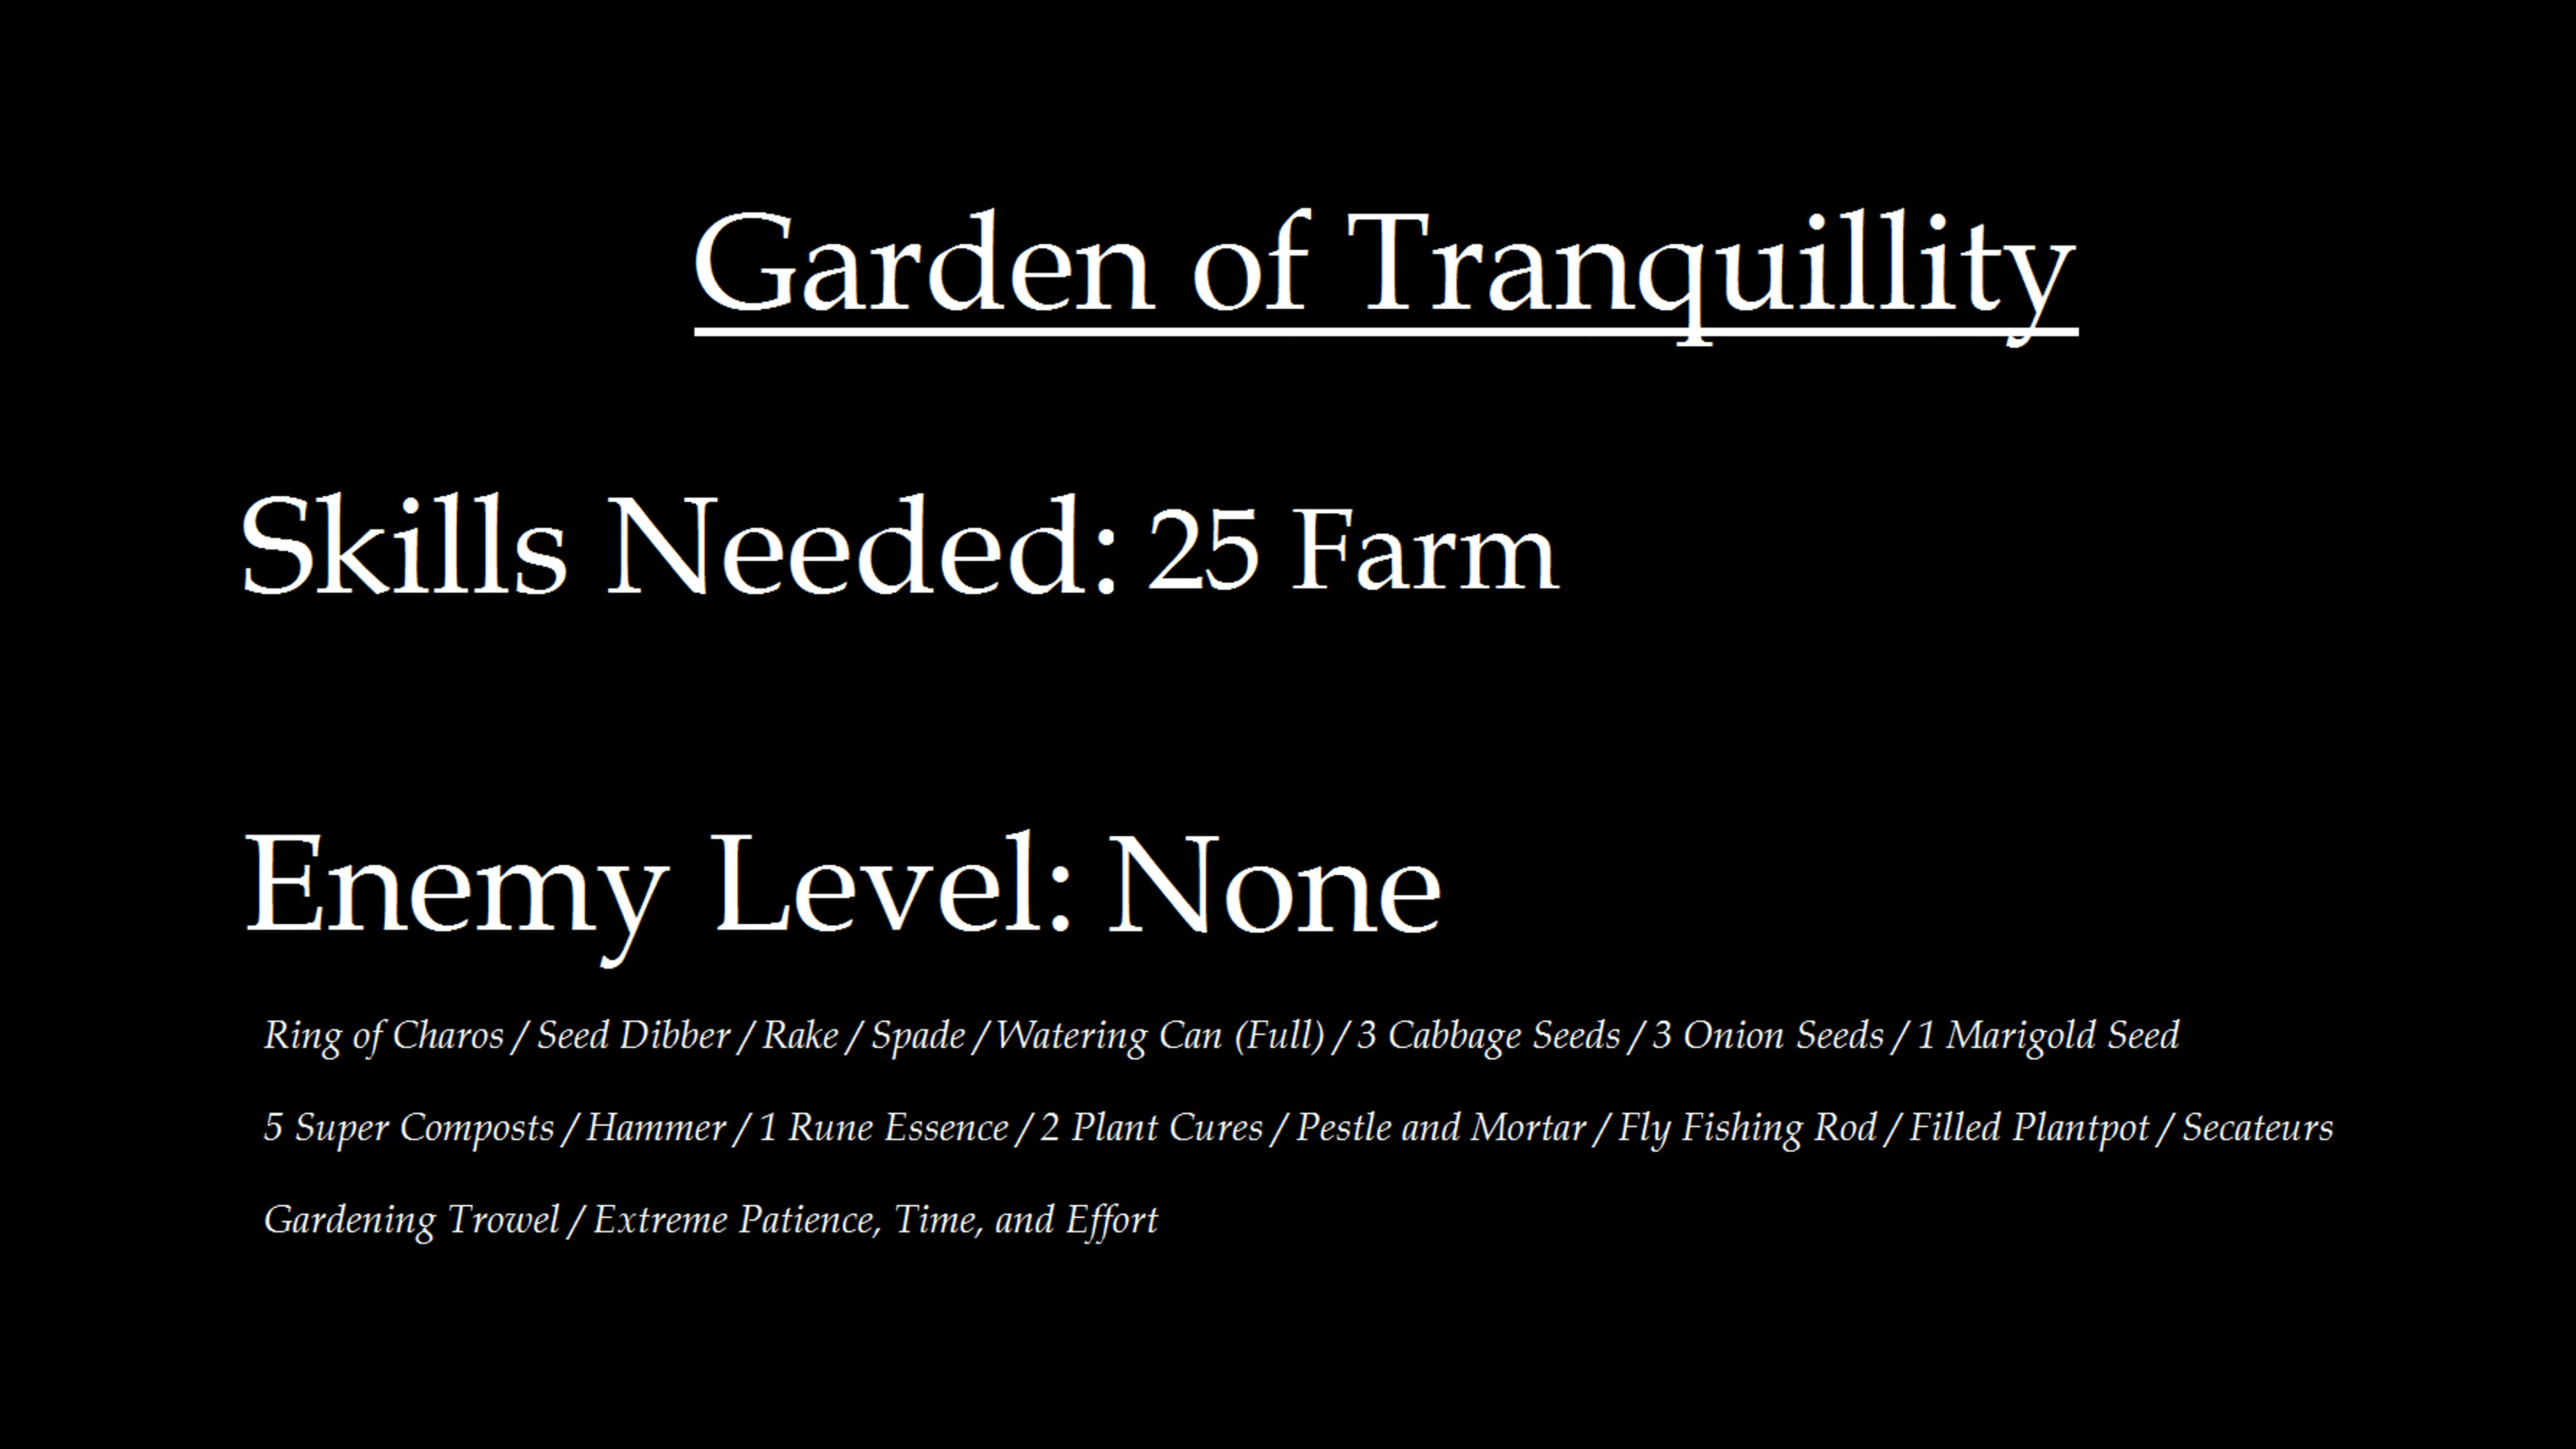 Garden of Tranquillity
Skills Needed: 25 Farm
Enemy Level: None
Ring of Charos / Seed Dibber / Rake / Spade / Watering Can (Full) / 3 Cabbage Seeds / 3 Onion Seeds / 1 Marigold Seed
5 Super Composts / Hammer / 1 Rune Essence / 2 Plant Cures / Pestle and Mortar / Fly Fishing Rod / Filled Plantpot / Secateurs
Gardening Trowel / Extreme Patience, Time, and Effort